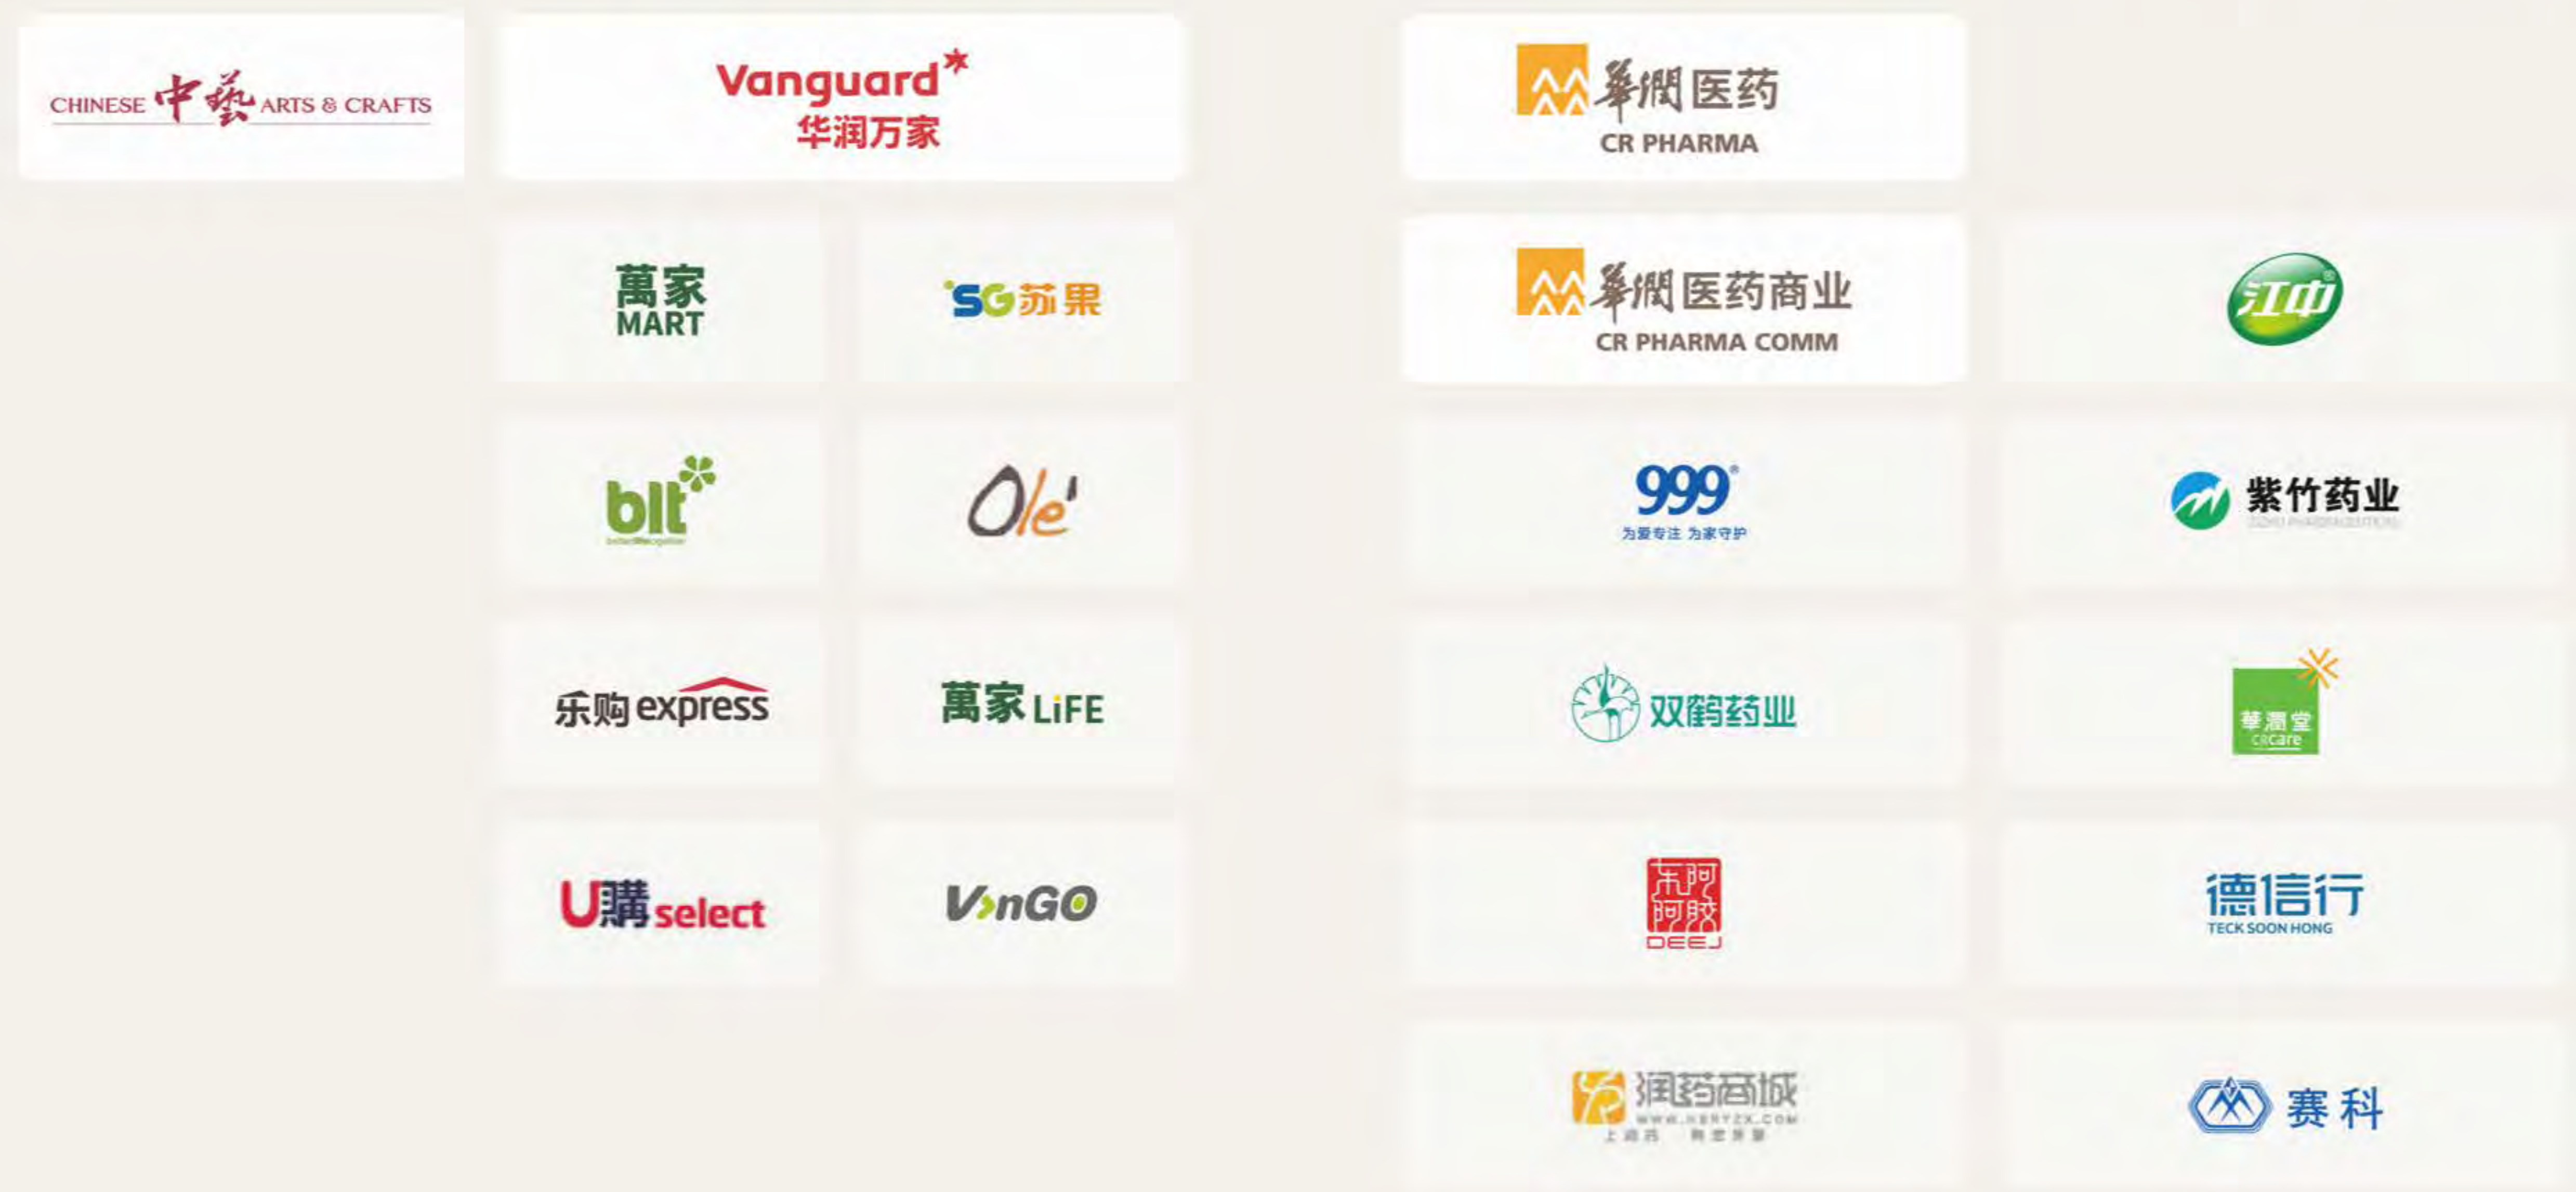 CHINESE 中藝 ARTS & CRAFTS
Vanguard
华润万家
華潤医药
CR PHARMA
萬家
MART
SG苏果
華潤医药商业
CR PHARMA COMM
江中®
blt
Olé
999®
为爱专注 为家守护
紫竹药业
乐购express
萬家LiFE
双鹤药业
華潤堂
CRcare
U購select
VanGO
东阿
阿胶
DEEJ
德信行
TECK SOON HONG
润药商城
赛科